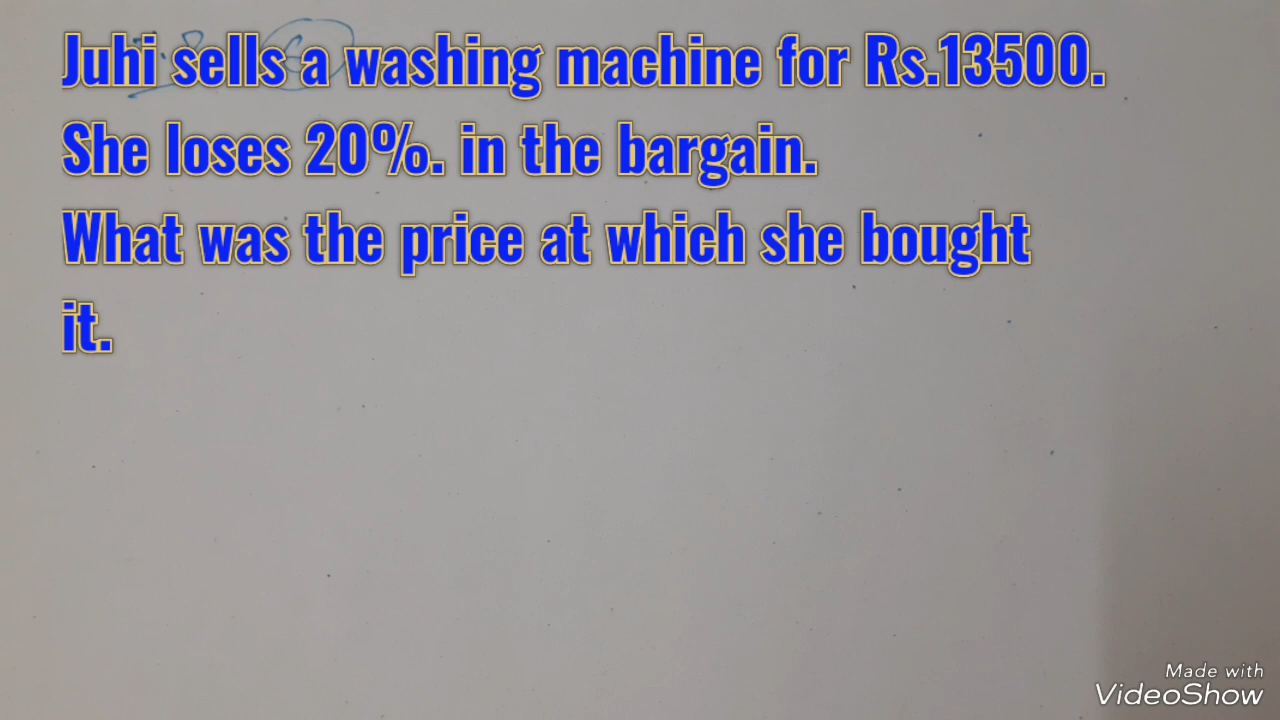 Juhi sells a washing machine for Rs.13500.
She loses 20%. in the bargain.
What was the price at which she bought
it.
Made with
VideoShow